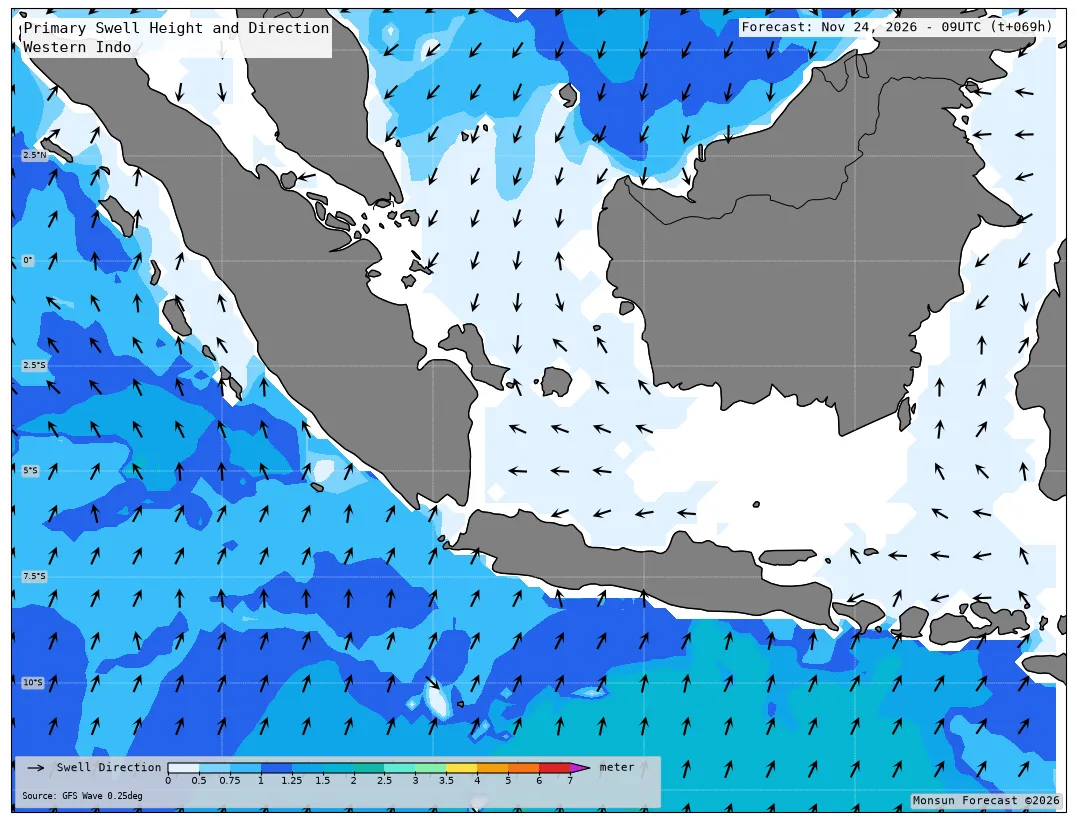 Primary Swell Height and Direction
Western Indo
Forecast: Nov 24, 2026 - 09UTC (t+069h)
2.5°N
0°
2.5°S
5°S
7.5°S
10°S
Swell Direction
0 0.5 0.75 1 1.25 1.5 2 2.5 3 3.5 4 5 6 7
meter
Source: GFS Wave 0.25deg
Monsun Forecast ©2026